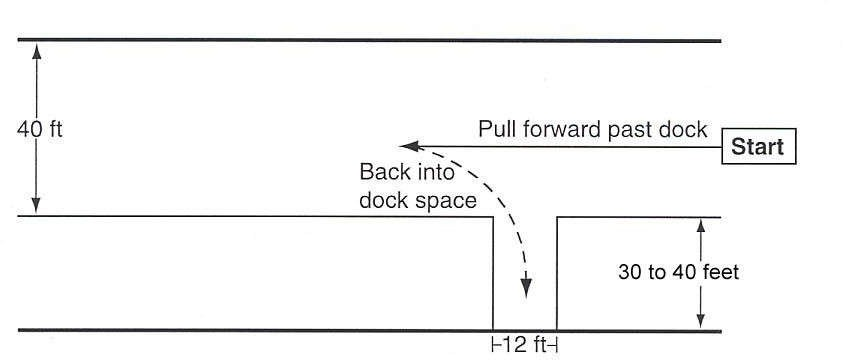 40 ft
Pull forward past dock
Start
Back into
dock space
30 to 40 feet
12 ft